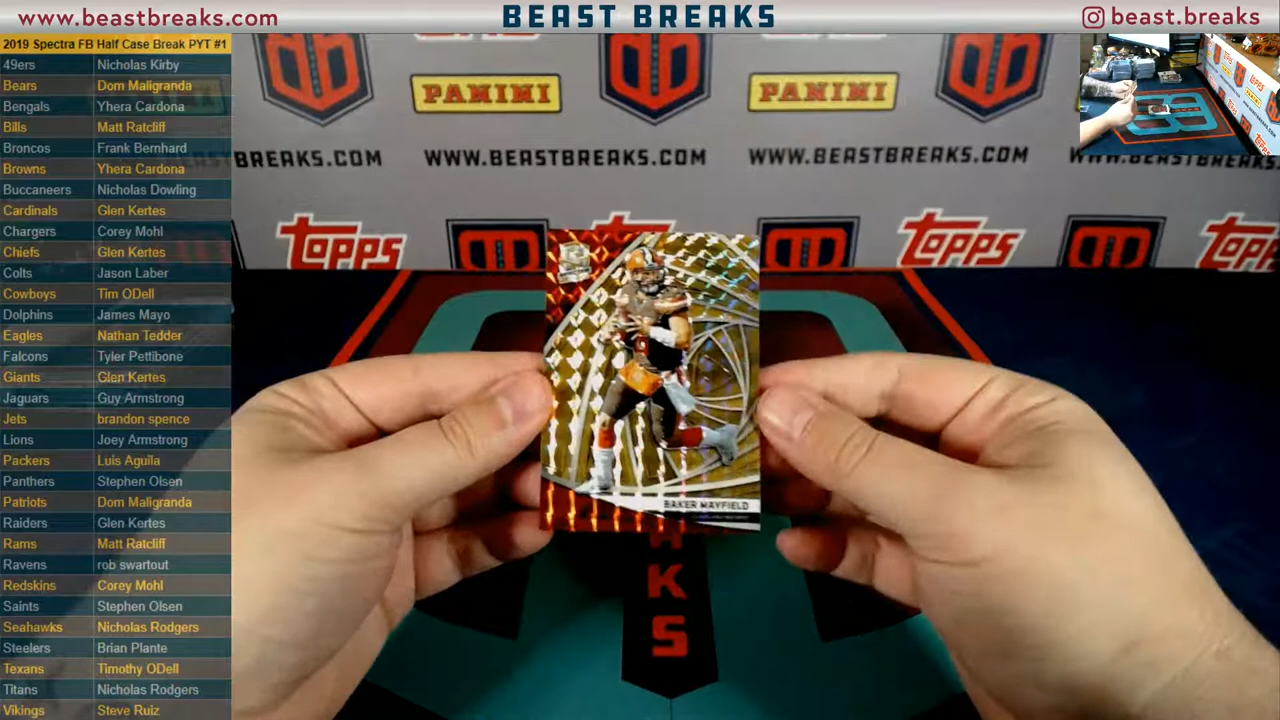 www.beastbreaks.com
BEAST BREAKS
beast.breaks
2019 Spectra FB Half Case Break PYT #1
49ers Nicholas Kirby
Bears Dom Maligranda
Bengals Yhera Cardona
Bills Matt Ratcliff
Broncos Frank Bernhard
Browns Yhera Cardona
Buccaneers Nicholas Dowling
Cardinals Glen Kertes
Chargers Corey Mohl
Chiefs Glen Kertes
Colts Jason Laber
Cowboys Tim ODell
Dolphins James Mayo
Eagles Nathan Tedder
Falcons Tyler Pettibone
Giants Glen Kertes
Jaguars Guy Armstrong
Jets brandon spence
Lions Joey Armstrong
Packers Luis Aguila
Panthers Stephen Olsen
Patriots Dom Maligranda
Raiders Glen Kertes
Rams Matt Ratcliff
Ravens rob swartout
Redskins Corey Mohl
Saints Stephen Olsen
Seahawks Nicholas Rodgers
Steelers Brian Plante
Texans Timothy ODell
Titans Nicholas Rodgers
Vikings Steve Ruiz
PANINI PANINI
BREAKS.COM WWW.BEASTBREAKS.COM WWW.BEASTBREAKS.COM
topps topps topps
BAKER MAYFIELD
KS